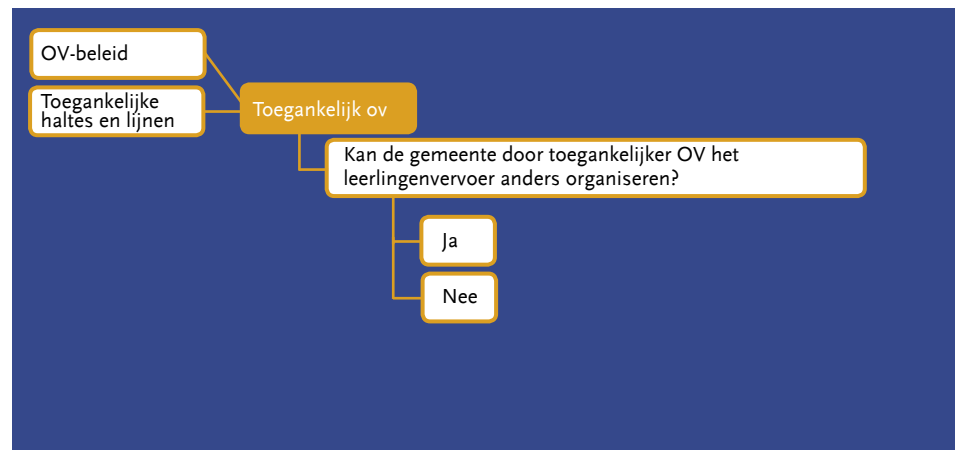 OV-beleid
Toegankelijke
haltes en lijnen
Toegankelijk ov
Kan de gemeente door toegankelijker OV het
leerlingenvervoer anders organiseren?
Ja
Nee